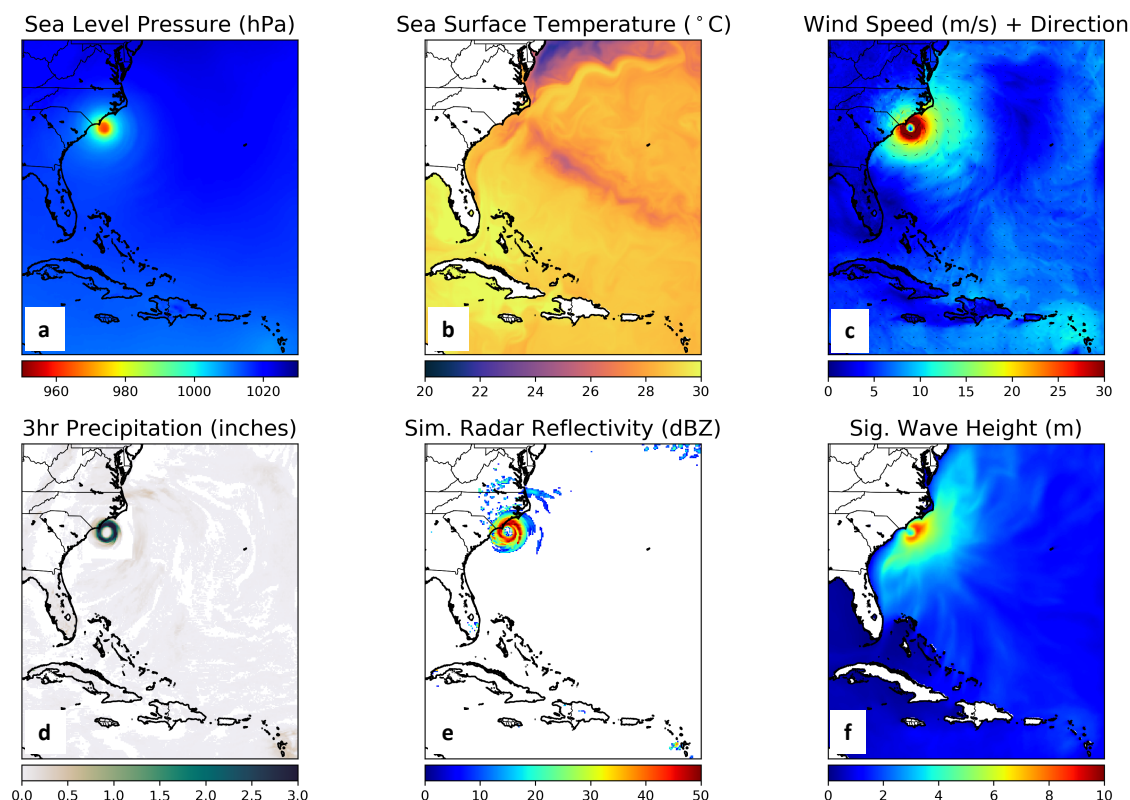 Sea Level Pressure (hPa)
Sea Surface Temperature (°C)
Wind Speed (m/s) + Direction
a
b
c
960 980 1000 1020
20 22 24 26 28 30
0 5 10 15 20 25 30
3hr Precipitation (inches)
Sim. Radar Reflectivity (dBZ)
Sig. Wave Height (m)
d
e
f
0.0 0.5 1.0 1.5 2.0 2.5 3.0
0 10 20 30 40 50
0 2 4 6 8 10